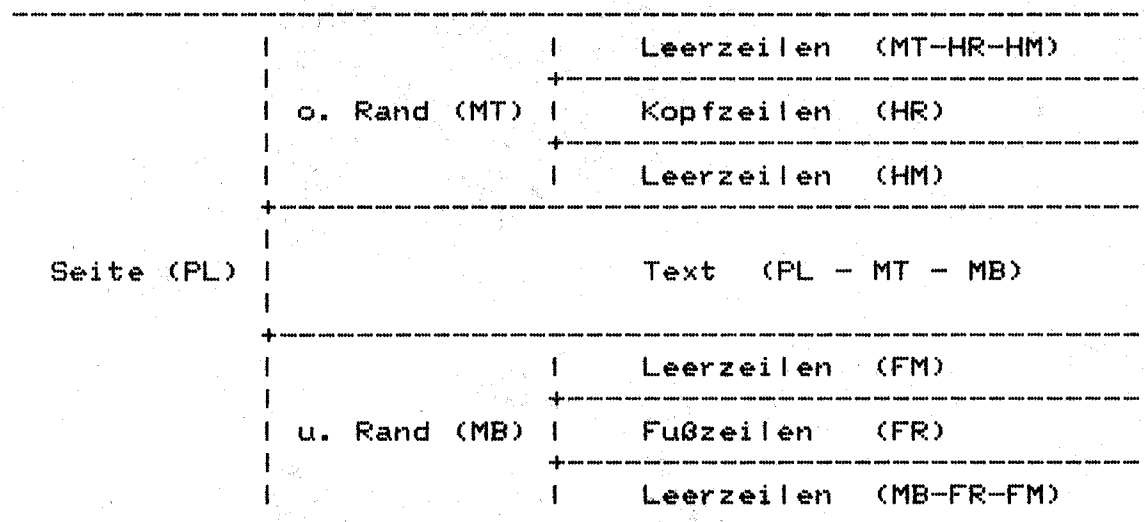 Leerzeilen (MT-HR-HM)
o. Rand (MT) Kopfzeilen (HR)
Leerzeilen (HM)
Seite (PL) Text (PL - MT - MB)
Leerzeilen (FM)
u. Rand (MB) Fußzeilen (FR)
Leerzeilen (MB-FR-FM)